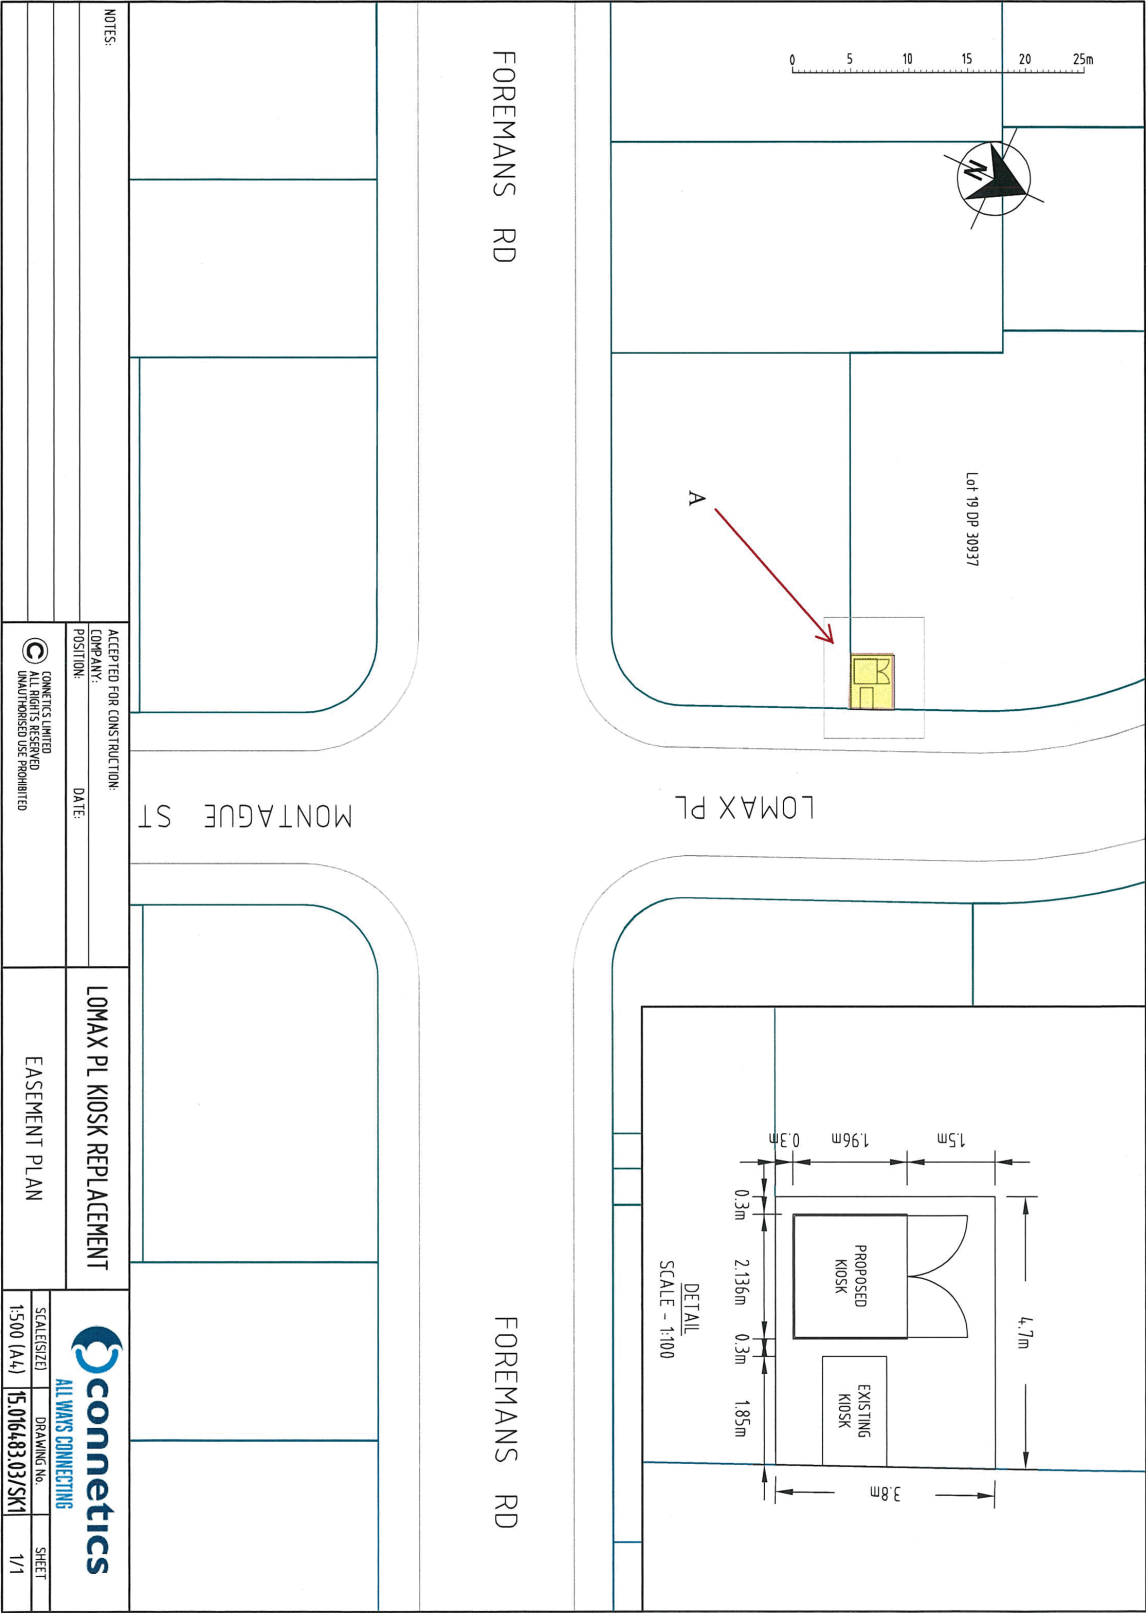 0 5 10 15 20 25m
N
FOREMANS RD
Lot 19 DP 30937
A
LOMAX PL
MONTAGUE ST
FOREMANS RD
4.7m
1.5m
1.96m
0.3m
PROPOSED
KIOSK
EXISTING
KIOSK
3.8m
0.3m
2.136m
0.3m
1.85m
DETAIL
SCALE - 1:100
NOTES:
ACCEPTED FOR CONSTRUCTION:
COMPANY:
POSITION: DATE:
C
CONNETICS LIMITED
ALL RIGHTS RESERVED
UNAUTHORISED USE PROHIBITED
LOMAX PL KIOSK REPLACEMENT
EASEMENT PLAN
connetics
ALL WAYS CONNECTING
SCALE(SIZE) DRAWING No. SHEET
1:500 (A4) 15.016483.03/SK1 1/1